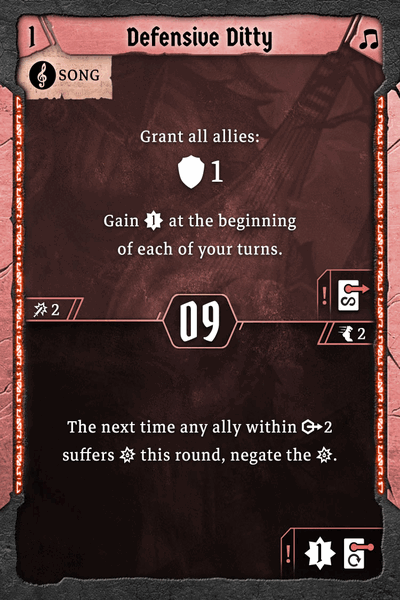 1
Defensive Ditty
SONG
Grant all allies:
1
Gain 1 at the beginning
of each of your turns.
!
2
09
2
The next time any ally within 2
suffers this round, negate the .
! 1